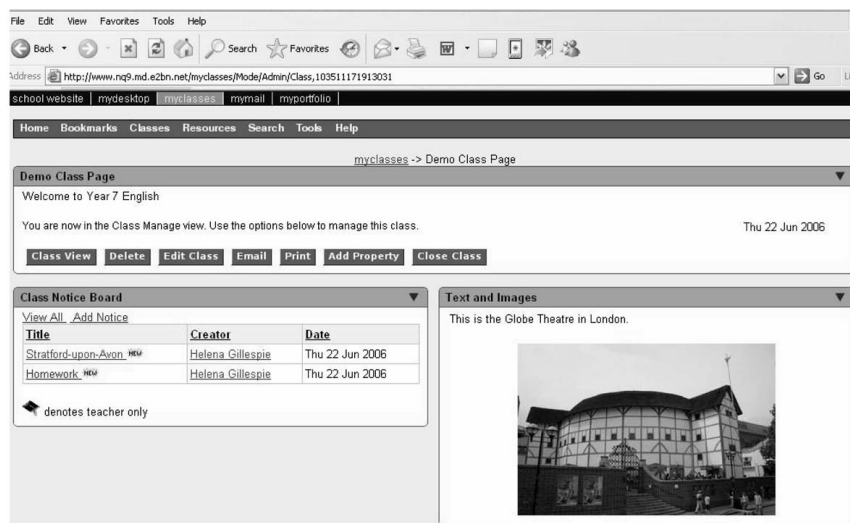 File Edit View Favorites Tools Help
Back Search Favorites
Address http://www.nq9.md.e2bn.net/myclasses/Mode/Admin/Class,103511171913031 Go
school website | mydesktop | myclasses | mymail | myportfolio |
Home Bookmarks Classes Resources Search Tools Help
myclasses -> Demo Class Page
Demo Class Page
Welcome to Year 7 English
You are now in the Class Manage view. Use the options below to manage this class.
Thu 22 Jun 2006
Class View Delete Edit Class Email Print Add Property Close Class
Class Notice Board
View All Add Notice
Title Creator Date
Stratford-upon-Avon NEW Helena Gillespie Thu 22 Jun 2006
Homework NEW Helena Gillespie Thu 22 Jun 2006
denotes teacher only
Text and Images
This is the Globe Theatre in London.